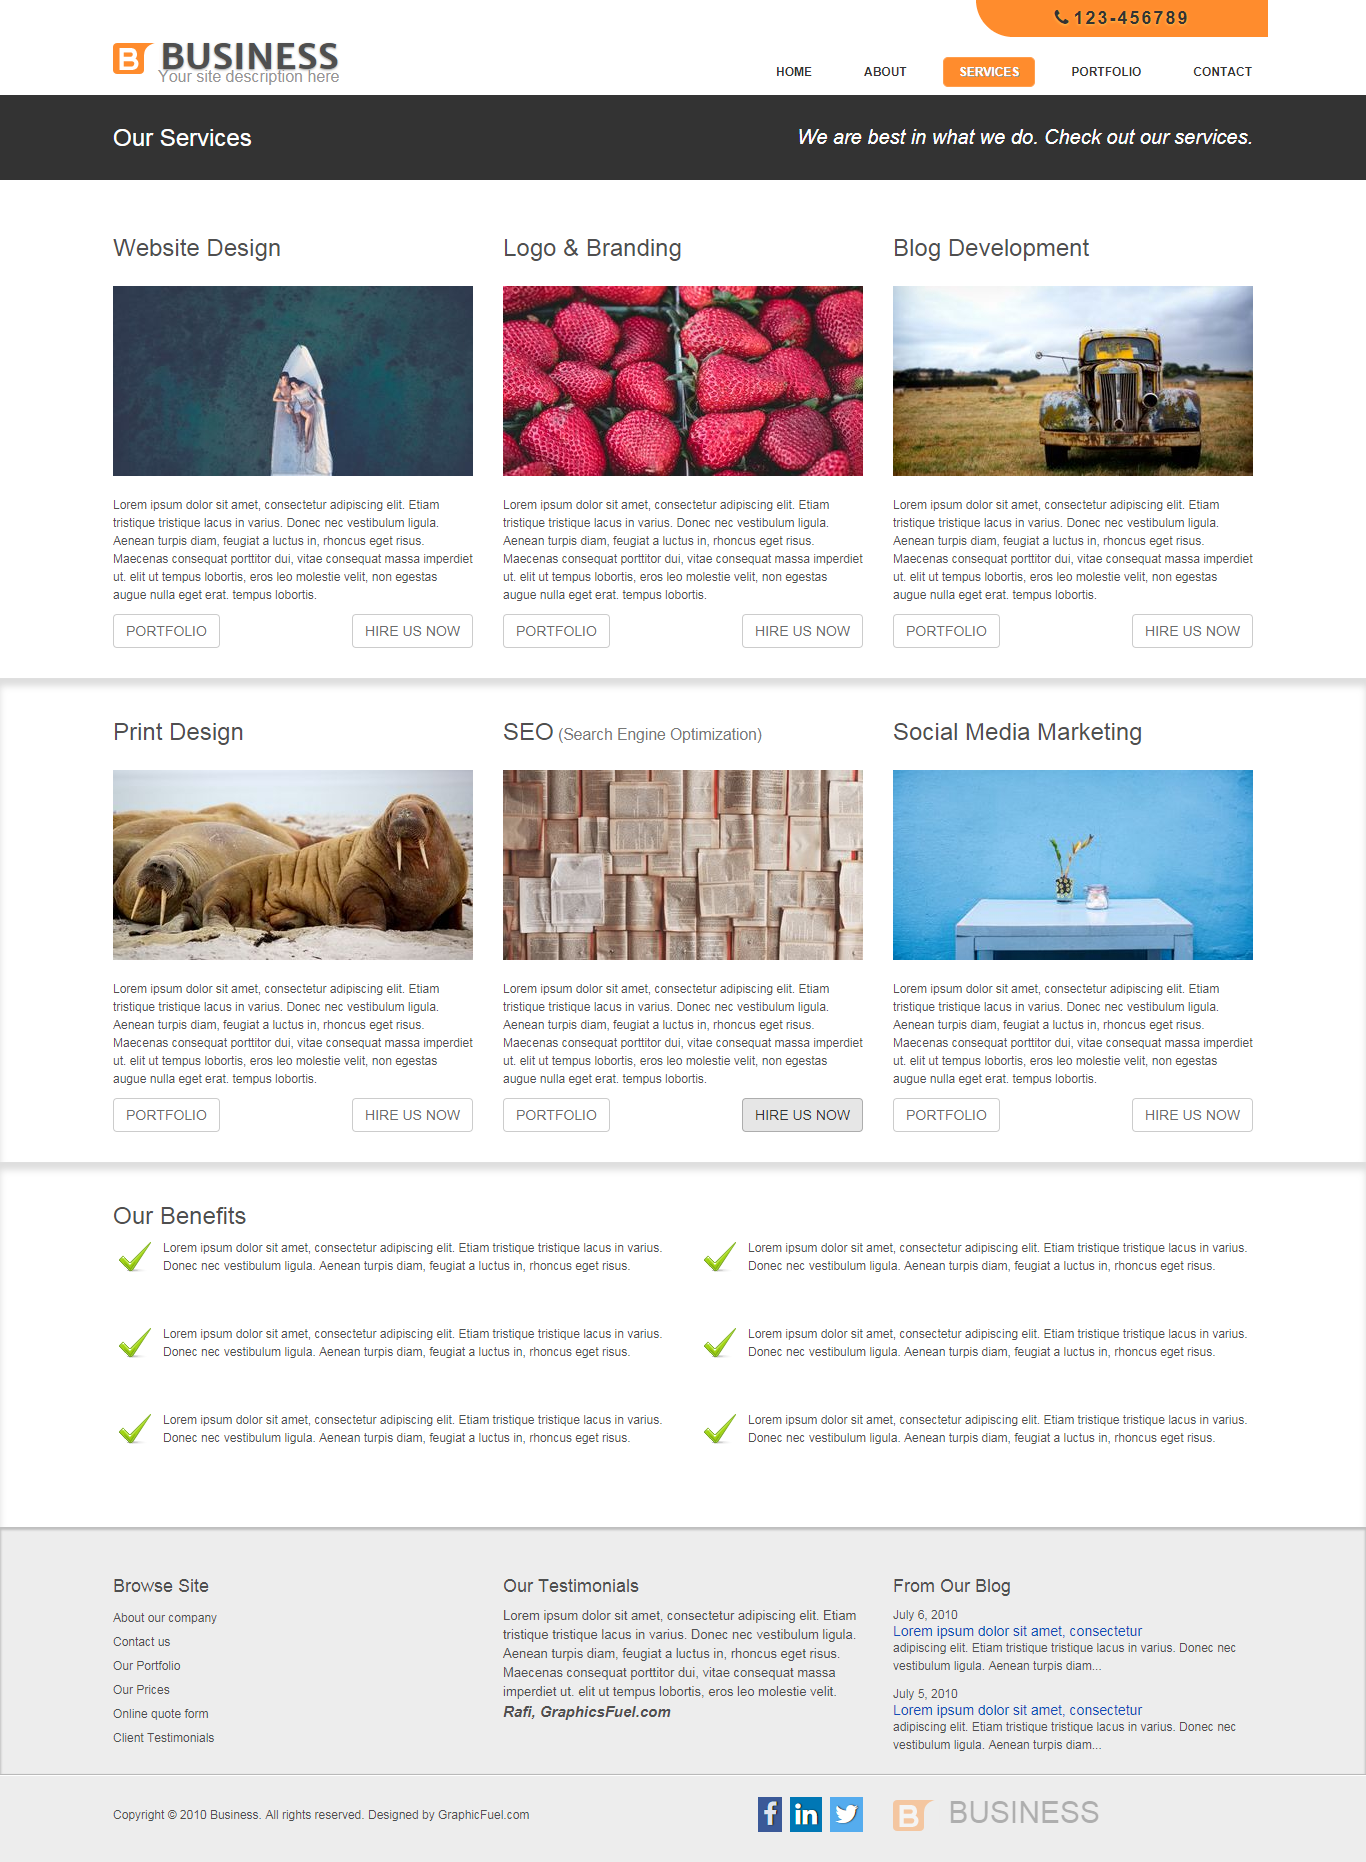 123-456789
B BUSINESS
Your site description here
HOME ABOUT SERVICES PORTFOLIO CONTACT
Our Services
We are best in what we do. Check out our services.
Website Design
Lorem ipsum dolor sit amet, consectetur adipiscing elit. Etiam
tristique tristique lacus in varius. Donec nec vestibulum ligula.
Aenean turpis diam, feugiat a luctus in, rhoncus eget risus.
Maecenas consequat porttitor dui, vitae consequat massa imperdiet
ut. elit ut tempus lobortis, eros leo molestie velit, non egestas
augue nulla eget erat. tempus lobortis.
PORTFOLIO HIRE US NOW
Logo & Branding
Lorem ipsum dolor sit amet, consectetur adipiscing elit. Etiam
tristique tristique lacus in varius. Donec nec vestibulum ligula.
Aenean turpis diam, feugiat a luctus in, rhoncus eget risus.
Maecenas consequat porttitor dui, vitae consequat massa imperdiet
ut. elit ut tempus lobortis, eros leo molestie velit, non egestas
augue nulla eget erat. tempus lobortis.
PORTFOLIO HIRE US NOW
Blog Development
Lorem ipsum dolor sit amet, consectetur adipiscing elit. Etiam
tristique tristique lacus in varius. Donec nec vestibulum ligula.
Aenean turpis diam, feugiat a luctus in, rhoncus eget risus.
Maecenas consequat porttitor dui, vitae consequat massa imperdiet
ut. elit ut tempus lobortis, eros leo molestie velit, non egestas
augue nulla eget erat. tempus lobortis.
PORTFOLIO HIRE US NOW
Print Design
Lorem ipsum dolor sit amet, consectetur adipiscing elit. Etiam
tristique tristique lacus in varius. Donec nec vestibulum ligula.
Aenean turpis diam, feugiat a luctus in, rhoncus eget risus.
Maecenas consequat porttitor dui, vitae consequat massa imperdiet
ut. elit ut tempus lobortis, eros leo molestie velit, non egestas
augue nulla eget erat. tempus lobortis.
PORTFOLIO HIRE US NOW
SEO (Search Engine Optimization)
Lorem ipsum dolor sit amet, consectetur adipiscing elit. Etiam
tristique tristique lacus in varius. Donec nec vestibulum ligula.
Aenean turpis diam, feugiat a luctus in, rhoncus eget risus.
Maecenas consequat porttitor dui, vitae consequat massa imperdiet
ut. elit ut tempus lobortis, eros leo molestie velit, non egestas
augue nulla eget erat. tempus lobortis.
PORTFOLIO HIRE US NOW
Social Media Marketing
Lorem ipsum dolor sit amet, consectetur adipiscing elit. Etiam
tristique tristique lacus in varius. Donec nec vestibulum ligula.
Aenean turpis diam, feugiat a luctus in, rhoncus eget risus.
Maecenas consequat porttitor dui, vitae consequat massa imperdiet
ut. elit ut tempus lobortis, eros leo molestie velit, non egestas
augue nulla eget erat. tempus lobortis.
PORTFOLIO HIRE US NOW
Our Benefits
Lorem ipsum dolor sit amet, consectetur adipiscing elit. Etiam tristique tristique lacus in varius.
Donec nec vestibulum ligula. Aenean turpis diam, feugiat a luctus in, rhoncus eget risus.
Lorem ipsum dolor sit amet, consectetur adipiscing elit. Etiam tristique tristique lacus in varius.
Donec nec vestibulum ligula. Aenean turpis diam, feugiat a luctus in, rhoncus eget risus.
Lorem ipsum dolor sit amet, consectetur adipiscing elit. Etiam tristique tristique lacus in varius.
Donec nec vestibulum ligula. Aenean turpis diam, feugiat a luctus in, rhoncus eget risus.
Lorem ipsum dolor sit amet, consectetur adipiscing elit. Etiam tristique tristique lacus in varius.
Donec nec vestibulum ligula. Aenean turpis diam, feugiat a luctus in, rhoncus eget risus.
Lorem ipsum dolor sit amet, consectetur adipiscing elit. Etiam tristique tristique lacus in varius.
Donec nec vestibulum ligula. Aenean turpis diam, feugiat a luctus in, rhoncus eget risus.
Lorem ipsum dolor sit amet, consectetur adipiscing elit. Etiam tristique tristique lacus in varius.
Donec nec vestibulum ligula. Aenean turpis diam, feugiat a luctus in, rhoncus eget risus.
Browse Site
About our company
Contact us
Our Portfolio
Our Prices
Online quote form
Client Testimonials
Our Testimonials
Lorem ipsum dolor sit amet, consectetur adipiscing elit. Etiam
tristique tristique lacus in varius. Donec nec vestibulum ligula.
Aenean turpis diam, feugiat a luctus in, rhoncus eget risus.
Maecenas consequat porttitor dui, vitae consequat massa
imperdiet ut. elit ut tempus lobortis, eros leo molestie velit.
Rafi, GraphicsFuel.com
From Our Blog
July 6, 2010
Lorem ipsum dolor sit amet, consectetur
adipiscing elit. Etiam tristique tristique lacus in varius. Donec nec
vestibulum ligula. Aenean turpis diam...
July 5, 2010
Lorem ipsum dolor sit amet, consectetur
adipiscing elit. Etiam tristique tristique lacus in varius. Donec nec
vestibulum ligula. Aenean turpis diam...
Copyright © 2010 Business. All rights reserved. Designed by GraphicFuel.com
f in
B BUSINESS